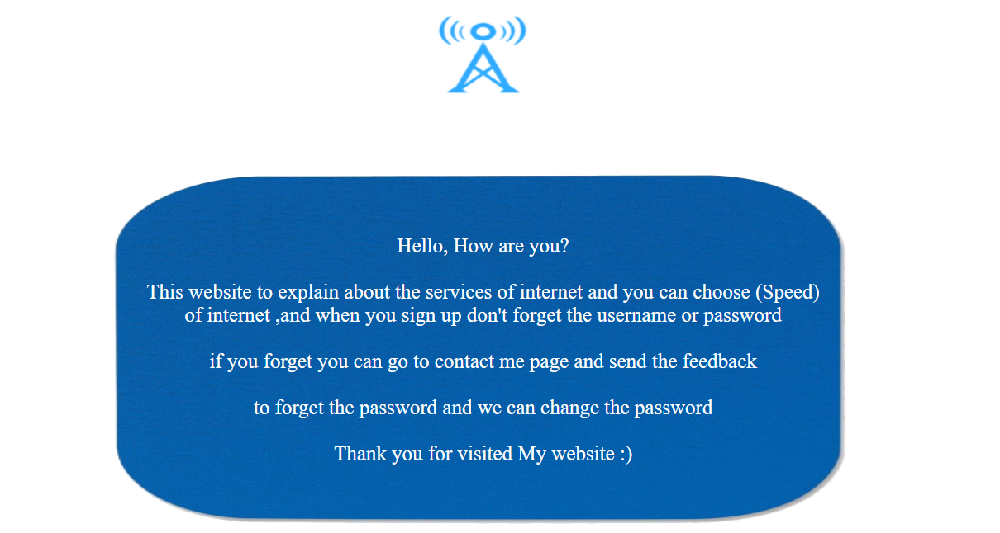 Hello, How are you?
This website to explain about the services of internet and you can choose (Speed)
of internet ,and when you sign up don't forget the username or password
if you forget you can go to contact me page and send the feedback
to forget the password and we can change the password
Thank you for visited My website :)